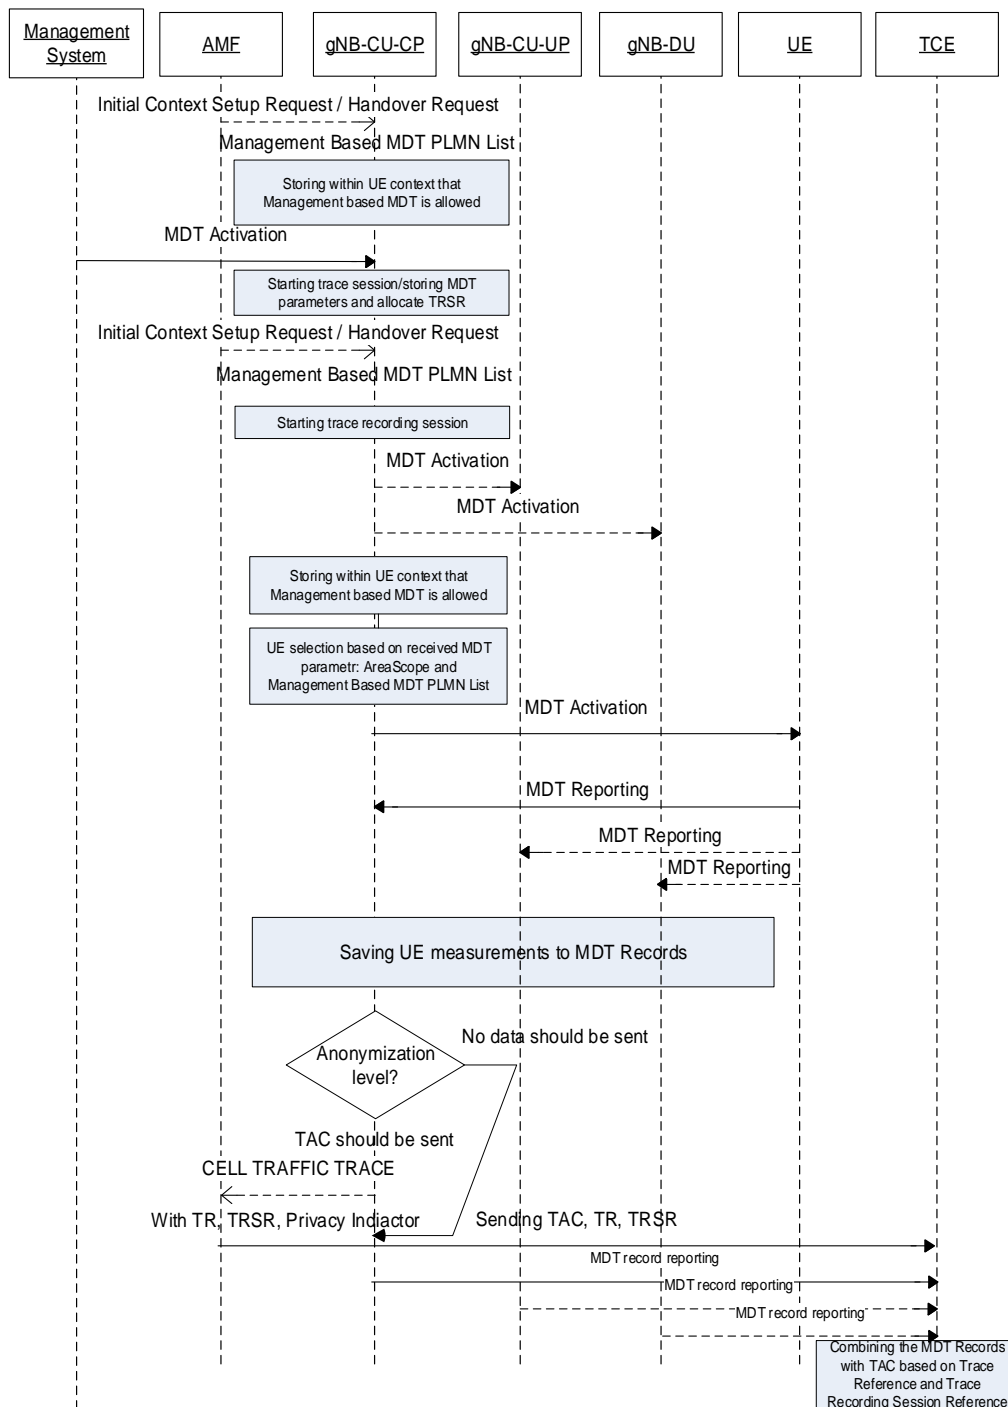 Management
System
AMF
gNB-CU-CP
gNB-CU-UP
gNB-DU
UE
TCE
Initial Context Setup Request / Handover Request
Management Based MDT PLMN List
Storing within UE context that
Management based MDT is allowed
MDT Activation
Starting trace session/storing MDT
parameters and allocate TRSR
Initial Context Setup Request / Handover Request
Management Based MDT PLMN List
Starting trace recording session
MDT Activation
MDT Activation
Storing within UE context that
Management based MDT is allowed
UE selection based on received MDT
parametr: AreaScope and
Management Based MDT PLMN List
MDT Activation
MDT Reporting
MDT Reporting
MDT Reporting
Saving UE measurements to MDT Records
No data should be sent
Anonymization
level?
TAC should be sent
CELL TRAFFIC TRACE
With TR, TRSR, Privacy Indiactor
Sending TAC, TR, TRSR
MDT record reporting
MDT record reporting
MDT record reporting
Combining the MDT Records
with TAC based on Trace
Reference and Trace
Recording Session Reference